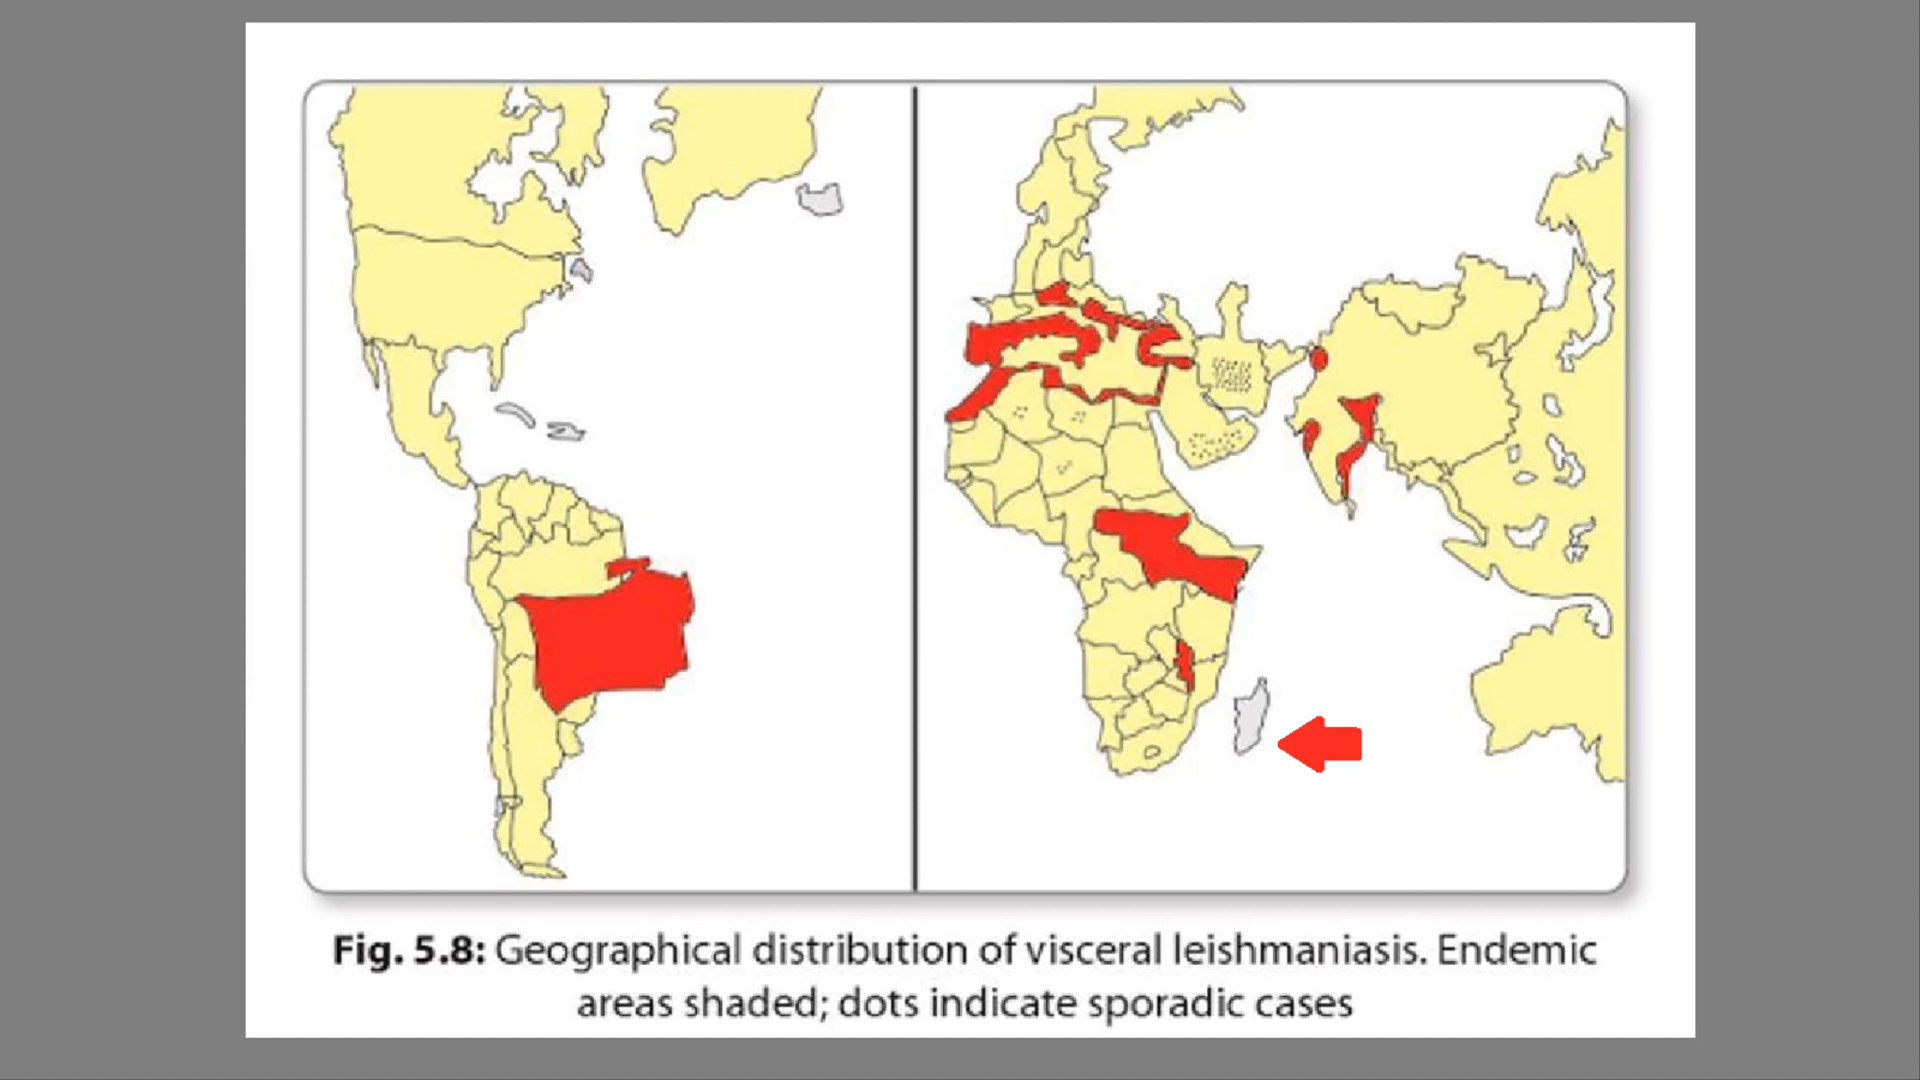 Fig. 5.8: Geographical distribution of visceral leishmaniasis. Endemic
areas shaded; dots indicate sporadic cases